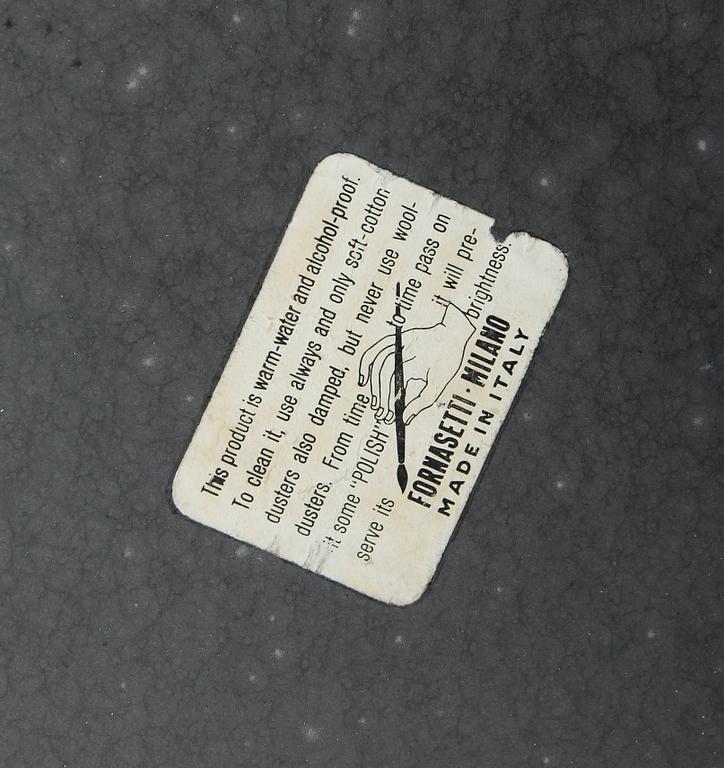 This product is warm-water and alcohol-proof.
To clean it, use always and only soft-cotton
dusters also damped, but never use wool-
dusters. From time to time pass on
it some "POLISH" it will pre-
serve its brightness.
FORNASETTI·MILANO
MADE IN ITALY